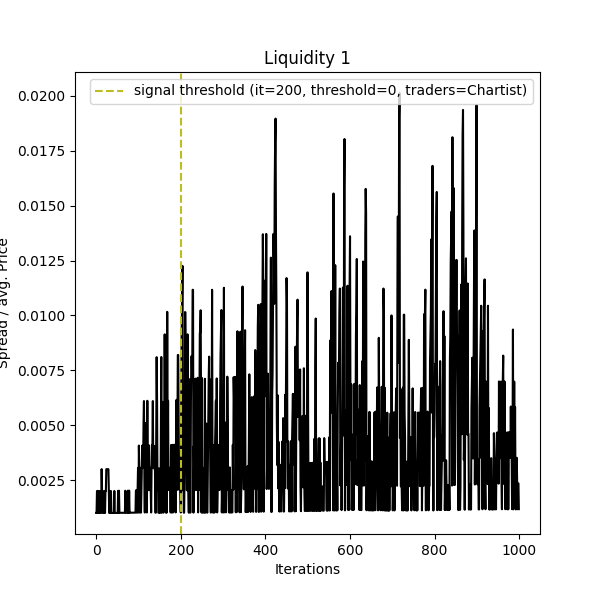 Liquidity 1
signal threshold (it=200, threshold=0, traders=Chartist)
0.0200
0.0175
0.0150
0.0125
0.0100
0.0075
0.0050
0.0025
Spread / avg. Price
0 200 400 600 800 1000
Iterations